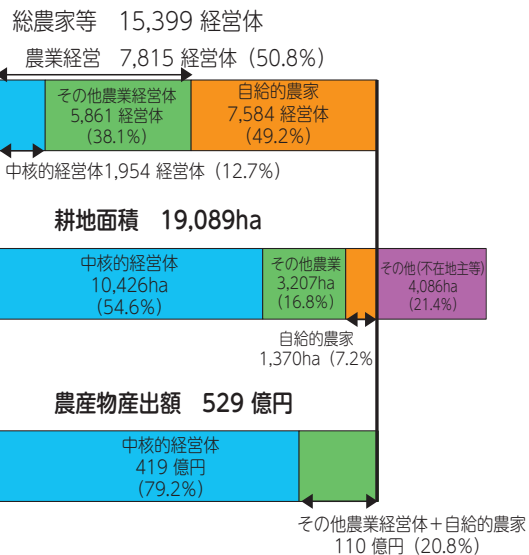 総農家等　15,399 経営体
農業経営　7,815 経営体（50.8%）
その他農業経営体
5,861 経営体
(38.1%)
自給的農家
7,584 経営体
(49.2%)
中核的経営体1,954 経営体（12.7%）
耕地面積　19,089ha
中核的経営体
10,426ha
(54.6%)
その他農業
3,207ha
(16.8%)
その他(不在地主等)
4,086ha
(21.4%)
自給的農家
1,370ha（7.2%
農産物産出額　529 億円
中核的経営体
419 億円
(79.2%)
その他農業経営体＋自給的農家
110 億円（20.8%）